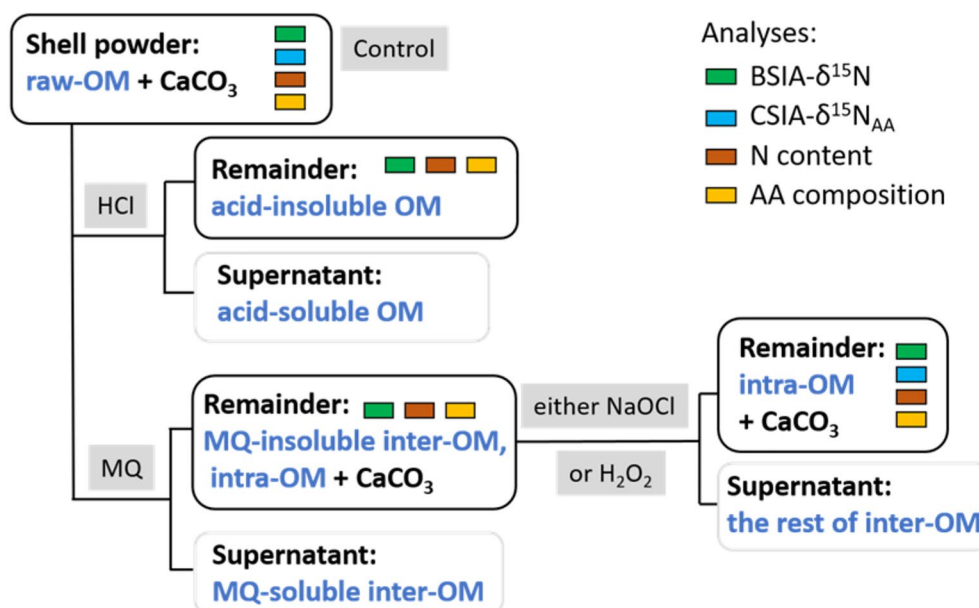 Shell powder:
raw-OM + CaCO₃
Control
Analyses:
BSIA-δ¹⁵N
CSIA-δ¹⁵N_AA
N content
AA composition
HCl
Remainder:
acid-insoluble OM
Supernatant:
acid-soluble OM
MQ
Remainder:
MQ-insoluble inter-OM,
intra-OM + CaCO₃
Supernatant:
MQ-soluble inter-OM
either NaOCl
or H₂O₂
Remainder:
intra-OM
+ CaCO₃
Supernatant:
the rest of inter-OM